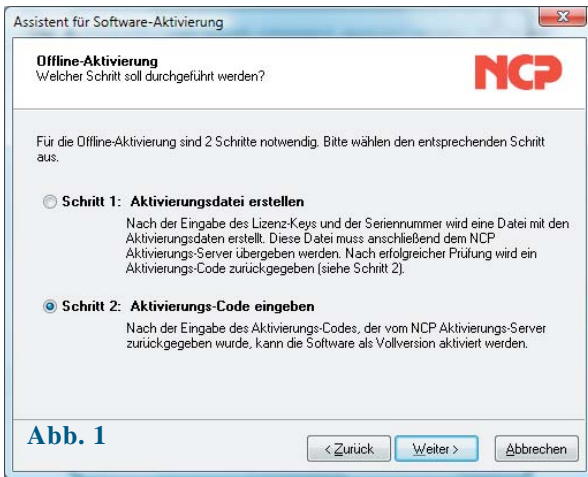 Assistent für Software-Aktivierung
Offline-Aktivierung
Welcher Schritt soll durchgeführt werden?
NCP
Für die Offline-Aktivierung sind 2 Schritte notwendig. Bitte wählen den entsprechenden Schritt
aus.
Schritt 1: Aktivierungsdatei erstellen
Nach der Eingabe des Lizenz-Keys und der Seriennummer wird eine Datei mit den
Aktivierungsdaten erstellt. Diese Datei muss anschließend dem NCP
Aktivierungs-Server übergeben werden. Nach erfolgreicher Prüfung wird ein
Aktivierungs-Code zurückgegeben (siehe Schritt 2).
Schritt 2: Aktivierungs-Code eingeben
Nach der Eingabe des Aktivierungs-Codes, der vom NCP Aktivierungs-Server
zurückgegeben wurde, kann die Software als Vollversion aktiviert werden.
Abb. 1
< Zurück
Weiter >
Abbrechen